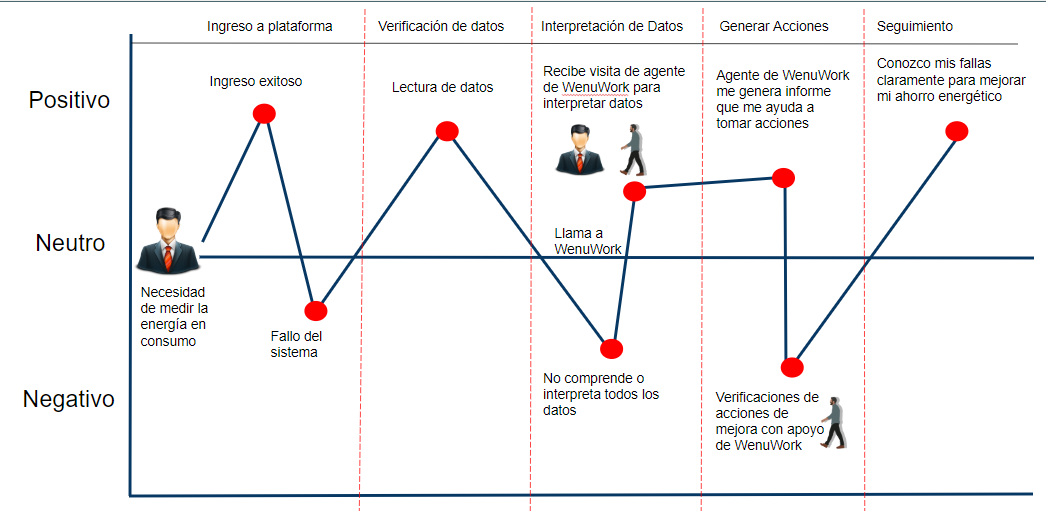 Ingreso a plataforma
Verificación de datos
Interpretación de Datos
Generar Acciones
Seguimiento
Positivo
Neutro
Negativo
Necesidad
de medir la
energía en
consumo
Ingreso exitoso
Fallo del
sistema
Lectura de datos
Recibe visita de agente
de WenuWork para
interpretar datos
Llama a
WenuWork
No comprende o
interpreta todos los
datos
Agente de WenuWork
me genera informe
que me ayuda a
tomar acciones
Verificaciones de
acciones de
mejora con apoyo
de WenuWork
Conozco mis fallas
claramente para mejorar
mi ahorro energético